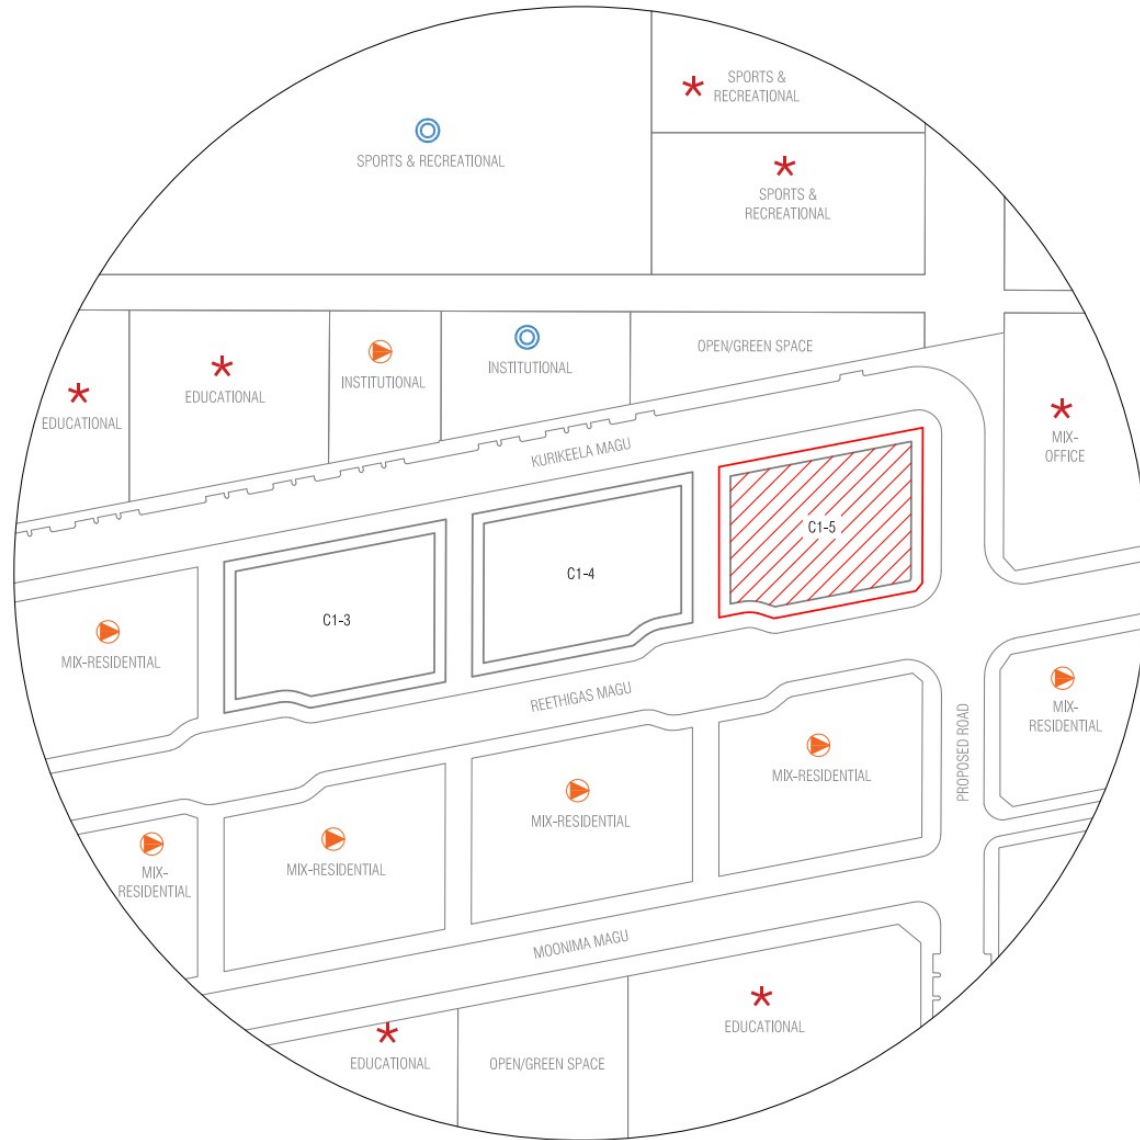 SPORTS &
RECREATIONAL
SPORTS & RECREATIONAL
SPORTS &
RECREATIONAL
OPEN/GREEN SPACE
INSTITUTIONAL
INSTITUTIONAL
EDUCATIONAL
EDUCATIONAL
MIX-
OFFICE
KURIKEELA MAGU
C1-5
C1-4
C1-3
MIX-RESIDENTIAL
REETHIGAS MAGU
MIX-
RESIDENTIAL
PROPOSED ROAD
MIX-RESIDENTIAL
MIX-RESIDENTIAL
MIX-RESIDENTIAL
MIX-
RESIDENTIAL
MOONIMA MAGU
EDUCATIONAL
EDUCATIONAL
OPEN/GREEN SPACE